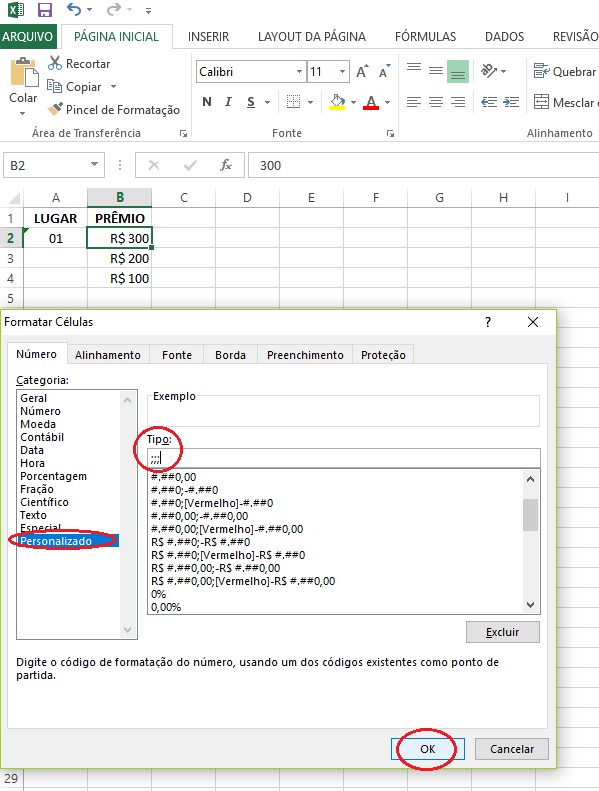 ARQUIVO PÁGINA INICIAL INSERIR LAYOUT DA PÁGINA FÓRMULAS DADOS REVISÃO
Colar
Recortar
Copiar
Pincel de Formatação
Área de Transferência
Calibri 11 A A
N I S A
Fonte
Quebrar
Mesclar
Alinhamento
B2 fx 300
A B C D E F G H I
1 LUGAR PRÊMIO
2 01 R$ 300
3 R$ 200
4 R$ 100
5
Formatar Células ?
Número Alinhamento Fonte Borda Preenchimento Proteção
Categoria:
Geral
Número
Moeda
Contábil
Data
Hora
Porcentagem
Fração
Científico
Texto
Especial
Personalizado
Exemplo
Tipo:
;;;
#.##0,00
#.##0;-#.##0
#.##0;[Vermelho]-#.##0
#.##0,00;-#.##0,00
#.##0,00;[Vermelho]-#.##0,00
R$ #.##0;-R$ #.##0
R$ #.##0;[Vermelho]-R$ #.##0
R$ #.##0,00;-R$ #.##0,00
R$ #.##0,00;[Vermelho]-R$ #.##0,00
0%
0,00%
Excluir
Digite o código de formatação do número, usando um dos códigos existentes como ponto de
partida.
OK Cancelar
29